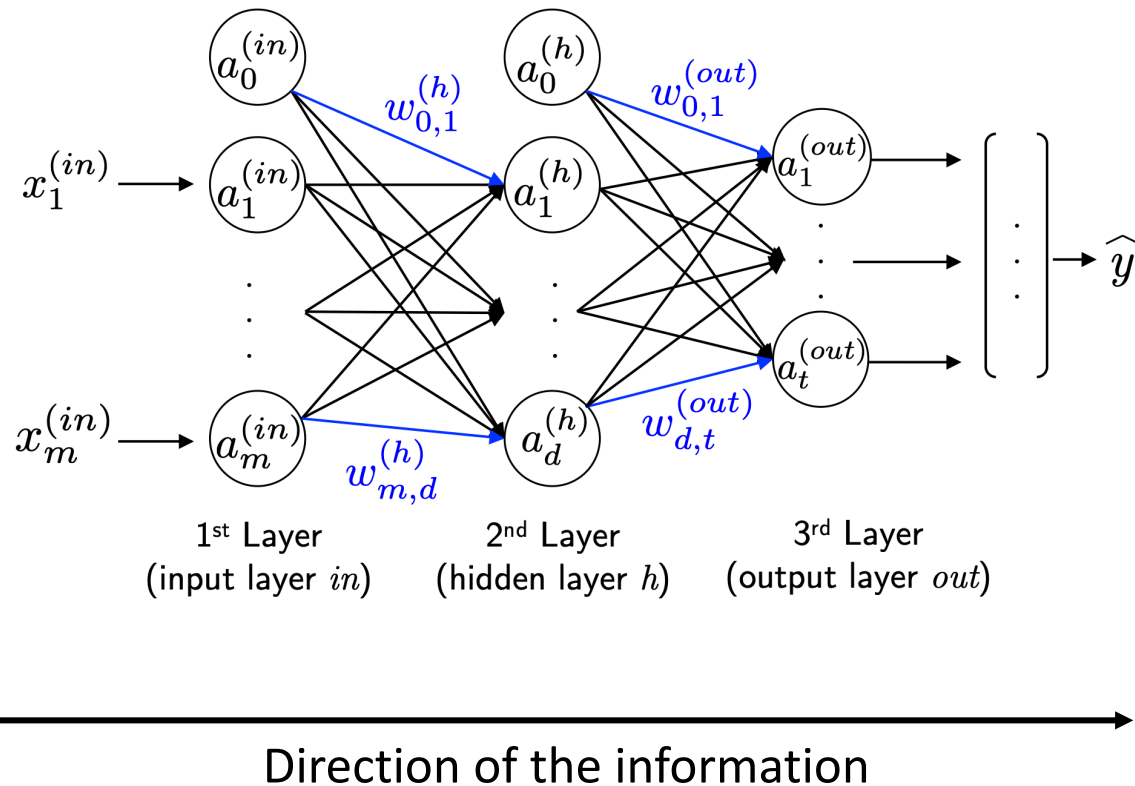 a_0^{(in)}
a_0^{(h)}
w_{0,1}^{(h)}
w_{0,1}^{(out)}
x_1^{(in)}
a_1^{(in)}
a_1^{(h)}
a_1^{(out)}
ŷ
a_t^{(out)}
x_m^{(in)}
a_m^{(in)}
a_d^{(h)}
w_{m,d}^{(h)}
w_{d,t}^{(out)}
1st Layer
(input layer in)
2nd Layer
(hidden layer h)
3rd Layer
(output layer out)
Direction of the information